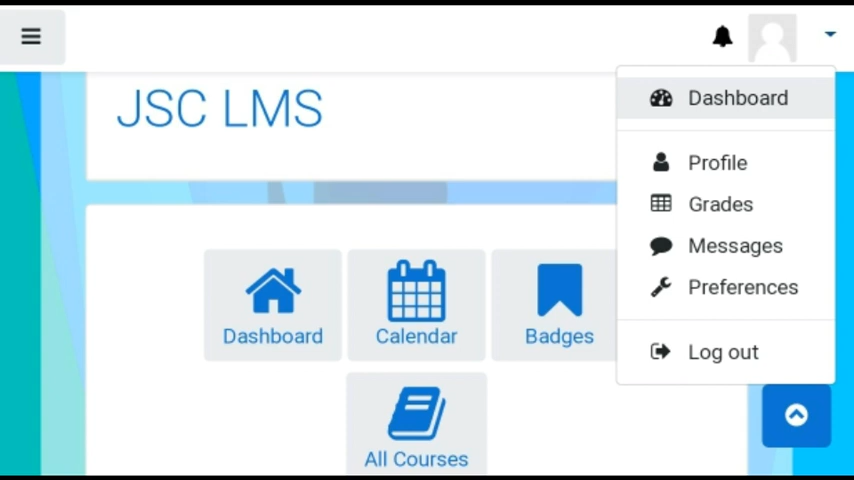 JSC LMS
Dashboard
Calendar
Badges
All Courses
Dashboard
Profile
Grades
Messages
Preferences
Log out